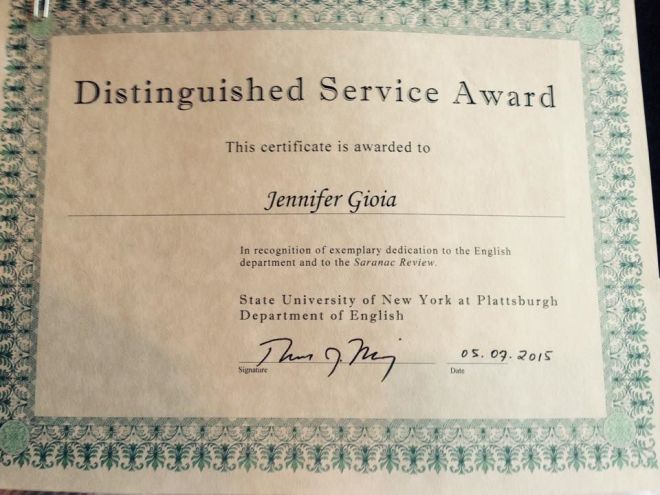 Distinguished Service Award
This certificate is awarded to
Jennifer Gioia
In recognition of exemplary dedication to the English
department and to the Saranac Review.
State University of New York at Plattsburgh
Department of English
05.09.2015
Signature Date